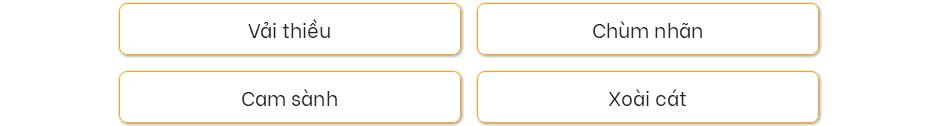 Vải thiều
Chùm nhãn
Cam sành
Xoài cát